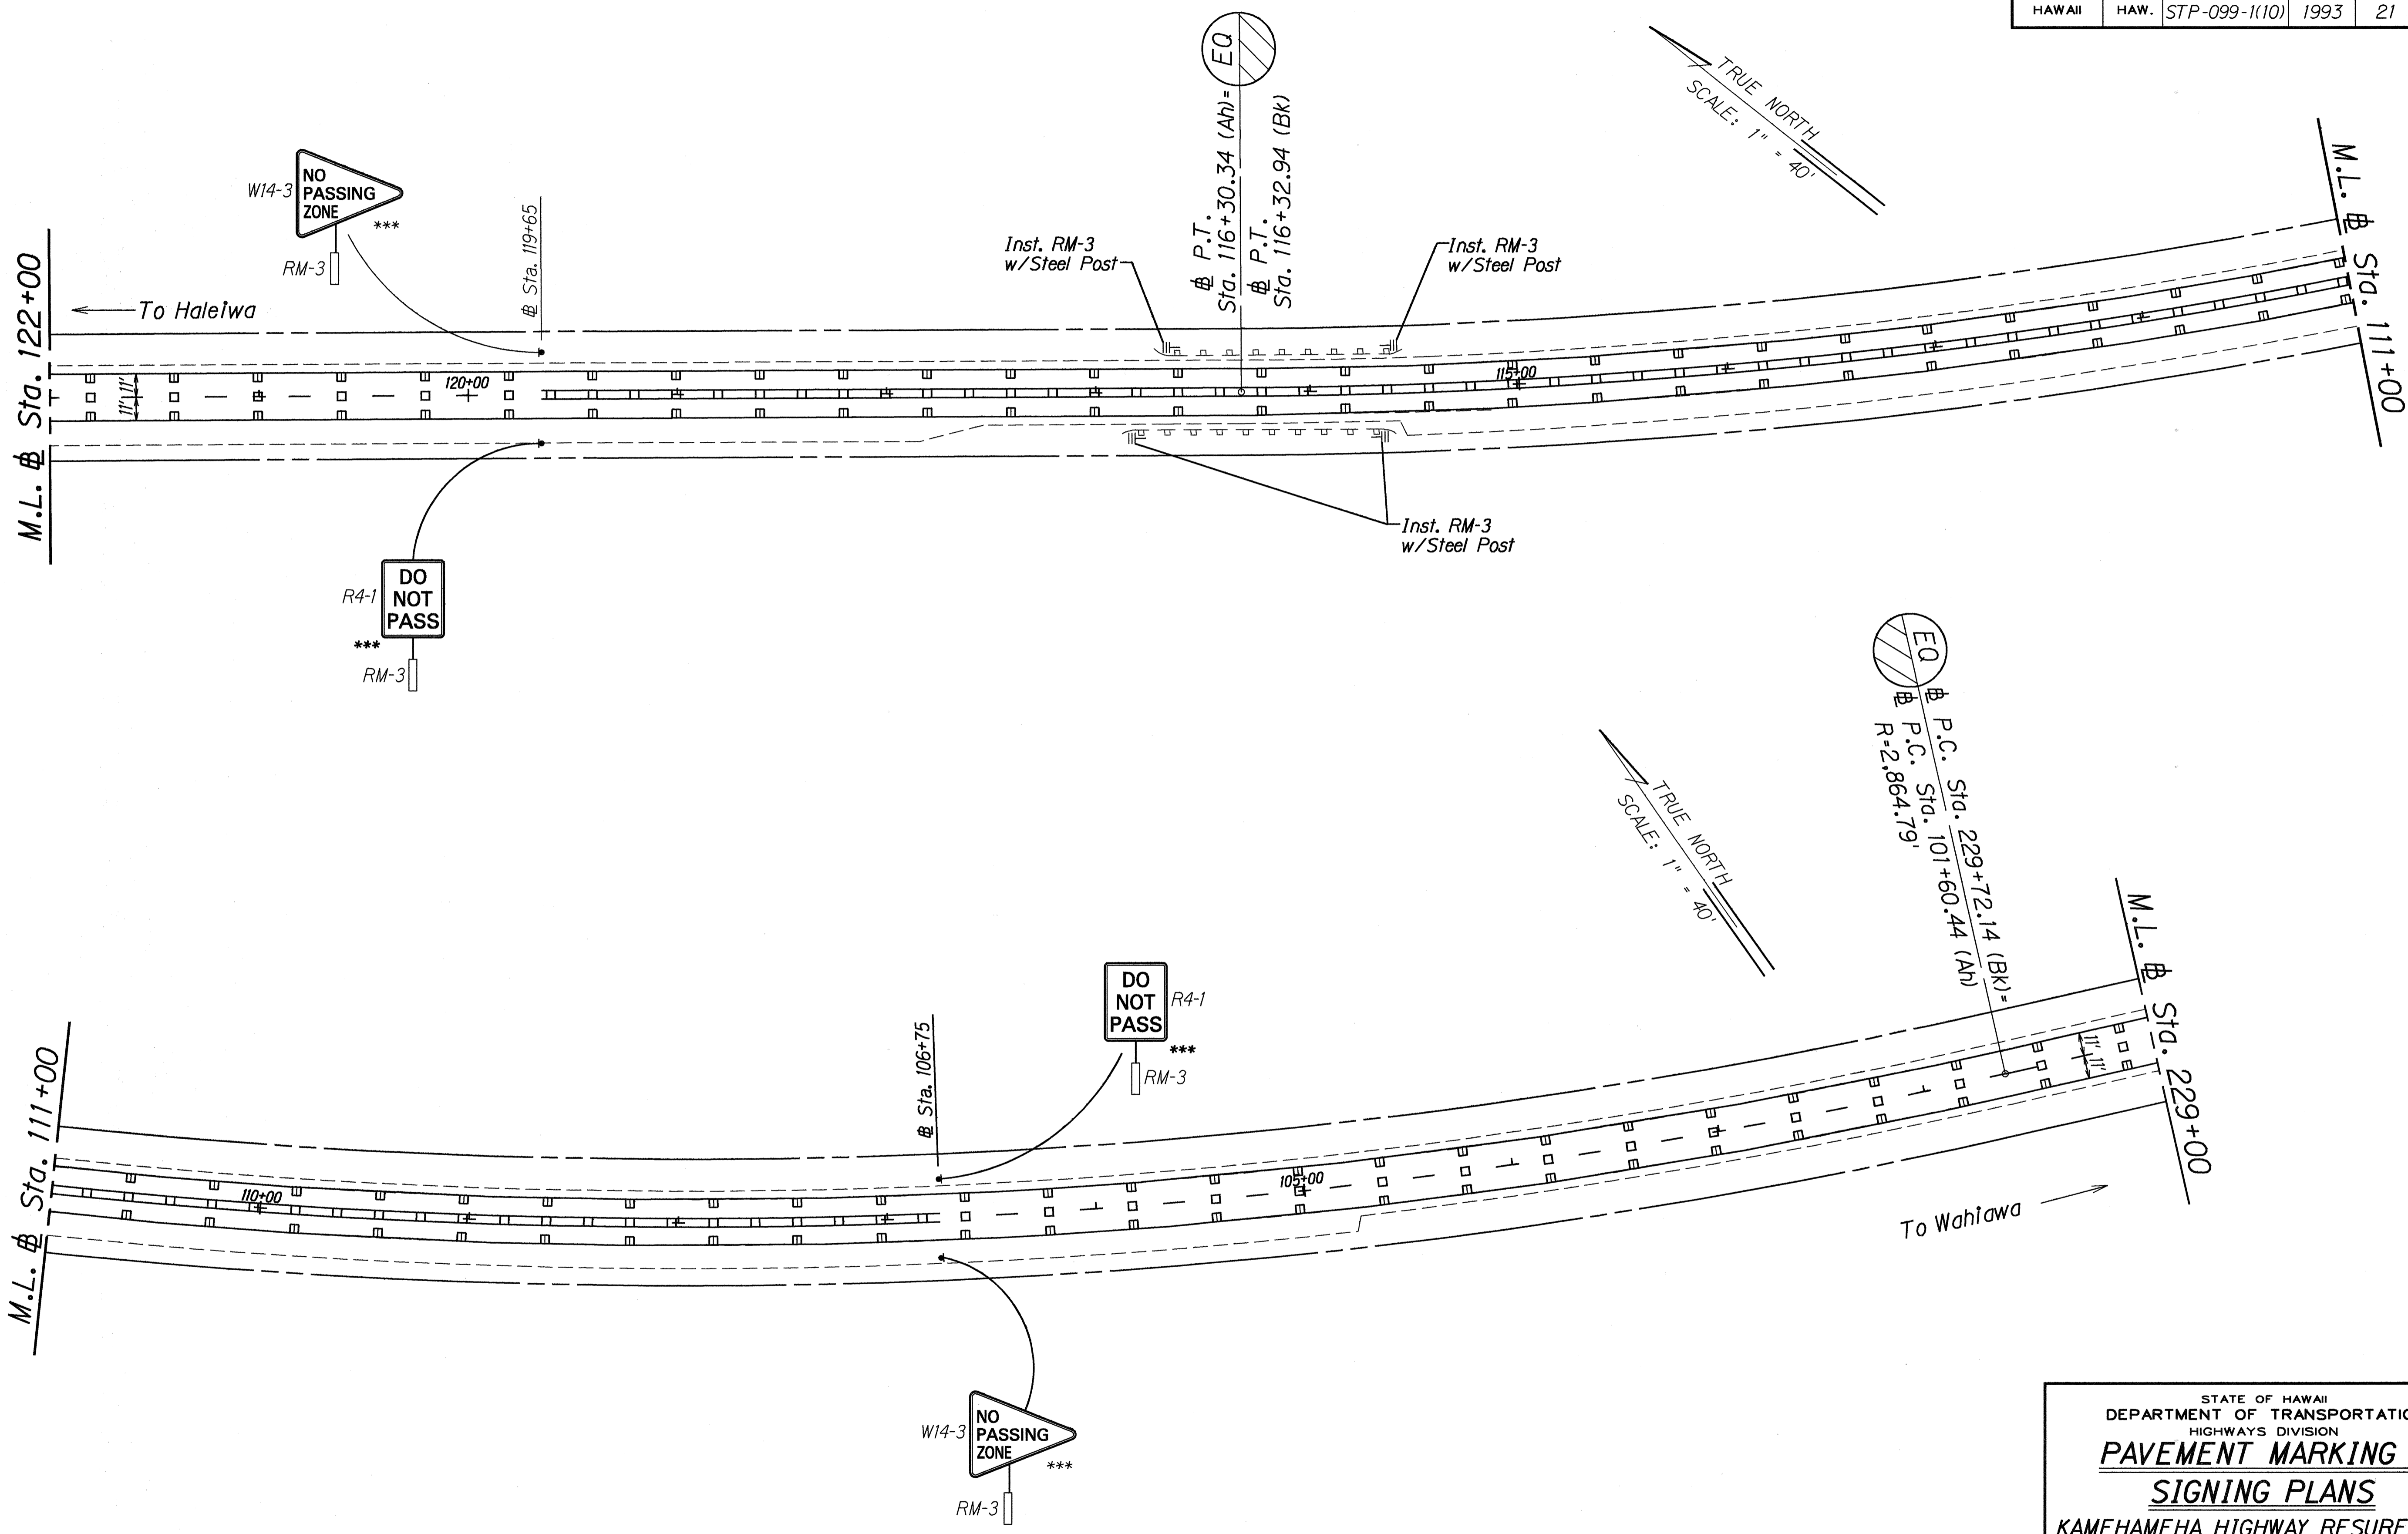 HAWAII HAW. STP-099-1(10) 1993 21
EQ
TRUE NORTH
SCALE: 1" = 40'
℄ P.T.
Sta. 116+30.34 (Ah)=
℄ P.T.
Sta. 116+32.94 (Bk)
W14-3
NO
PASSING
ZONE
***
RM-3
Sta. 119+65
Inst. RM-3
w/Steel Post
Inst. RM-3
w/Steel Post
M.L. Sta. 122+00
To Haleiwa
11' 11'
120+00
115+00
M.L. Sta. 111+00
Inst. RM-3
w/Steel Post
R4-1
DO
NOT
PASS
***
RM-3
EQ
P.C. Sta. 229+72.14 (Bk)=
P.C. Sta. 101+60.44 (Ah)
R=2,864.79'
TRUE NORTH
SCALE: 1" = 40'
M.L. Sta. 229+00
DO
NOT
PASS
R4-1
***
RM-3
Sta. 106+75
M.L. Sta. 111+00
110+00
105+00
11' 11'
To Wahiawa
W14-3
NO
PASSING
ZONE
***
RM-3
STATE OF HAWAII
DEPARTMENT OF TRANSPORTATIO
HIGHWAYS DIVISION
PAVEMENT MARKING
SIGNING PLANS
KAMEHAMEHA HIGHWAY RESURF